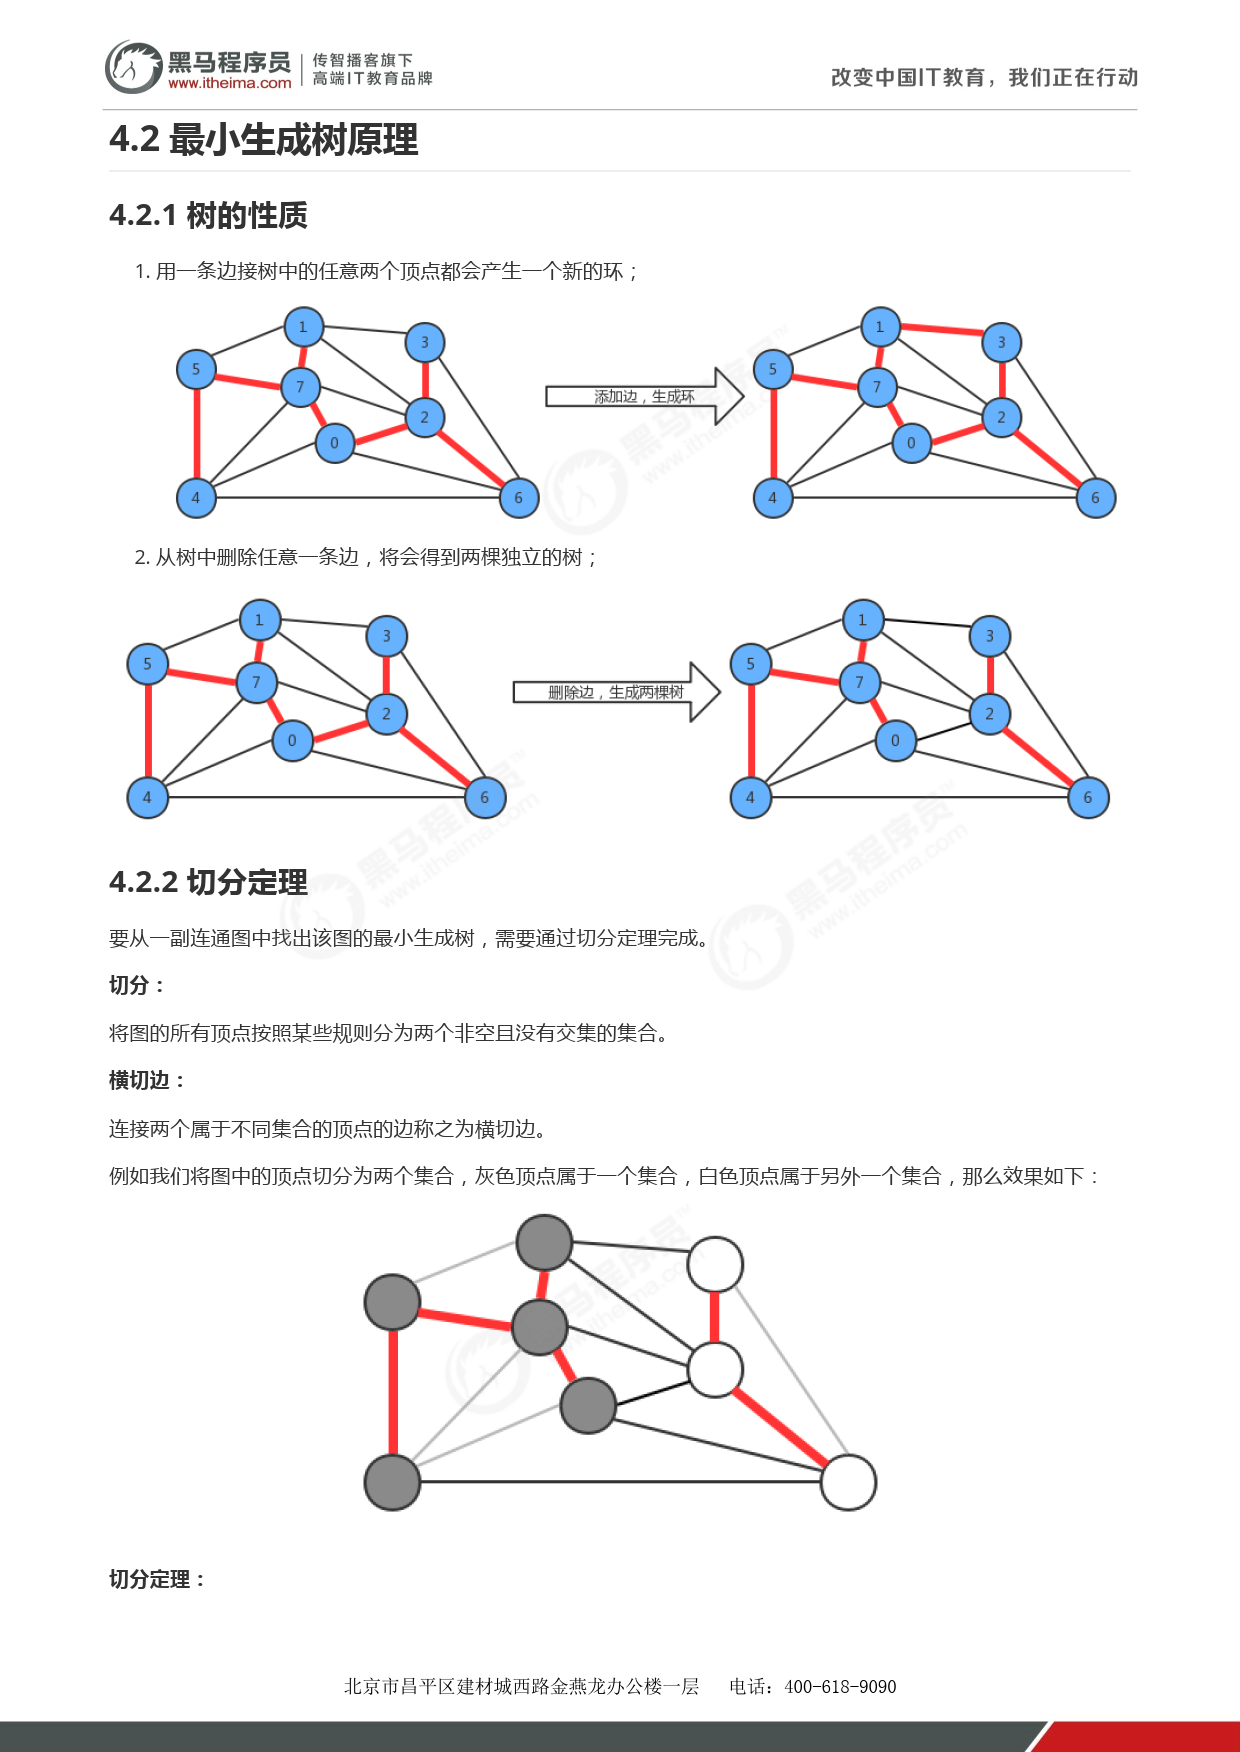 黑马程序员
www.itheima.com
传智播客旗下
高端IT教育品牌
改变中国IT教育，我们正在行动
4.2 最小生成树原理
4.2.1 树的性质
1. 用一条边接树中的任意两个顶点都会产生一个新的环；
1
3
5
7
2
0
4
6
添加边，生成环
1
3
5
7
2
0
4
6
2. 从树中删除任意一条边，将会得到两棵独立的树；
1
3
5
7
2
0
4
6
删除边，生成两棵树
1
3
5
7
2
0
4
6
4.2.2 切分定理
要从一副连通图中找出该图的最小生成树，需要通过切分定理完成。
切分：
将图的所有顶点按照某些规则分为两个非空且没有交集的集合。
横切边：
连接两个属于不同集合的顶点的边称之为横切边。
例如我们将图中的顶点切分为两个集合，灰色顶点属于一个集合，白色顶点属于另外一个集合，那么效果如下：
切分定理：
北京市昌平区建材城西路金燕龙办公楼一层 电话：400-618-9090